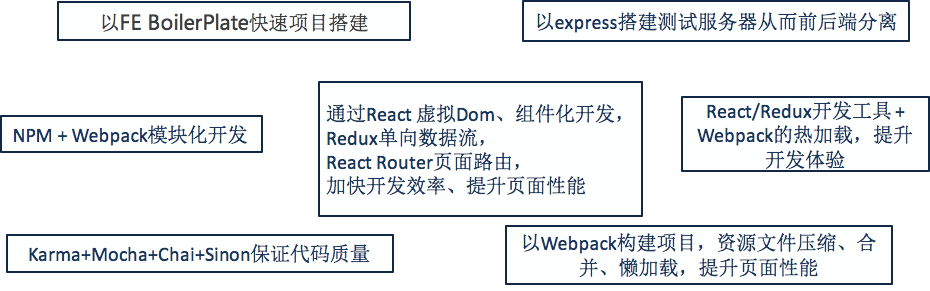 以FE BoilerPlate快速项目搭建
以express搭建测试服务器从而前后端分离
NPM + Webpack模块化开发
通过React 虚拟Dom、组件化开发，
Redux单向数据流，
React Router页面路由，
加快开发效率、提升页面性能
React/Redux开发工具 +
Webpack的热加载，提升
开发体验
Karma+Mocha+Chai+Sinon保证代码质量
以Webpack构建项目，资源文件压缩、合
并、懒加载，提升页面性能